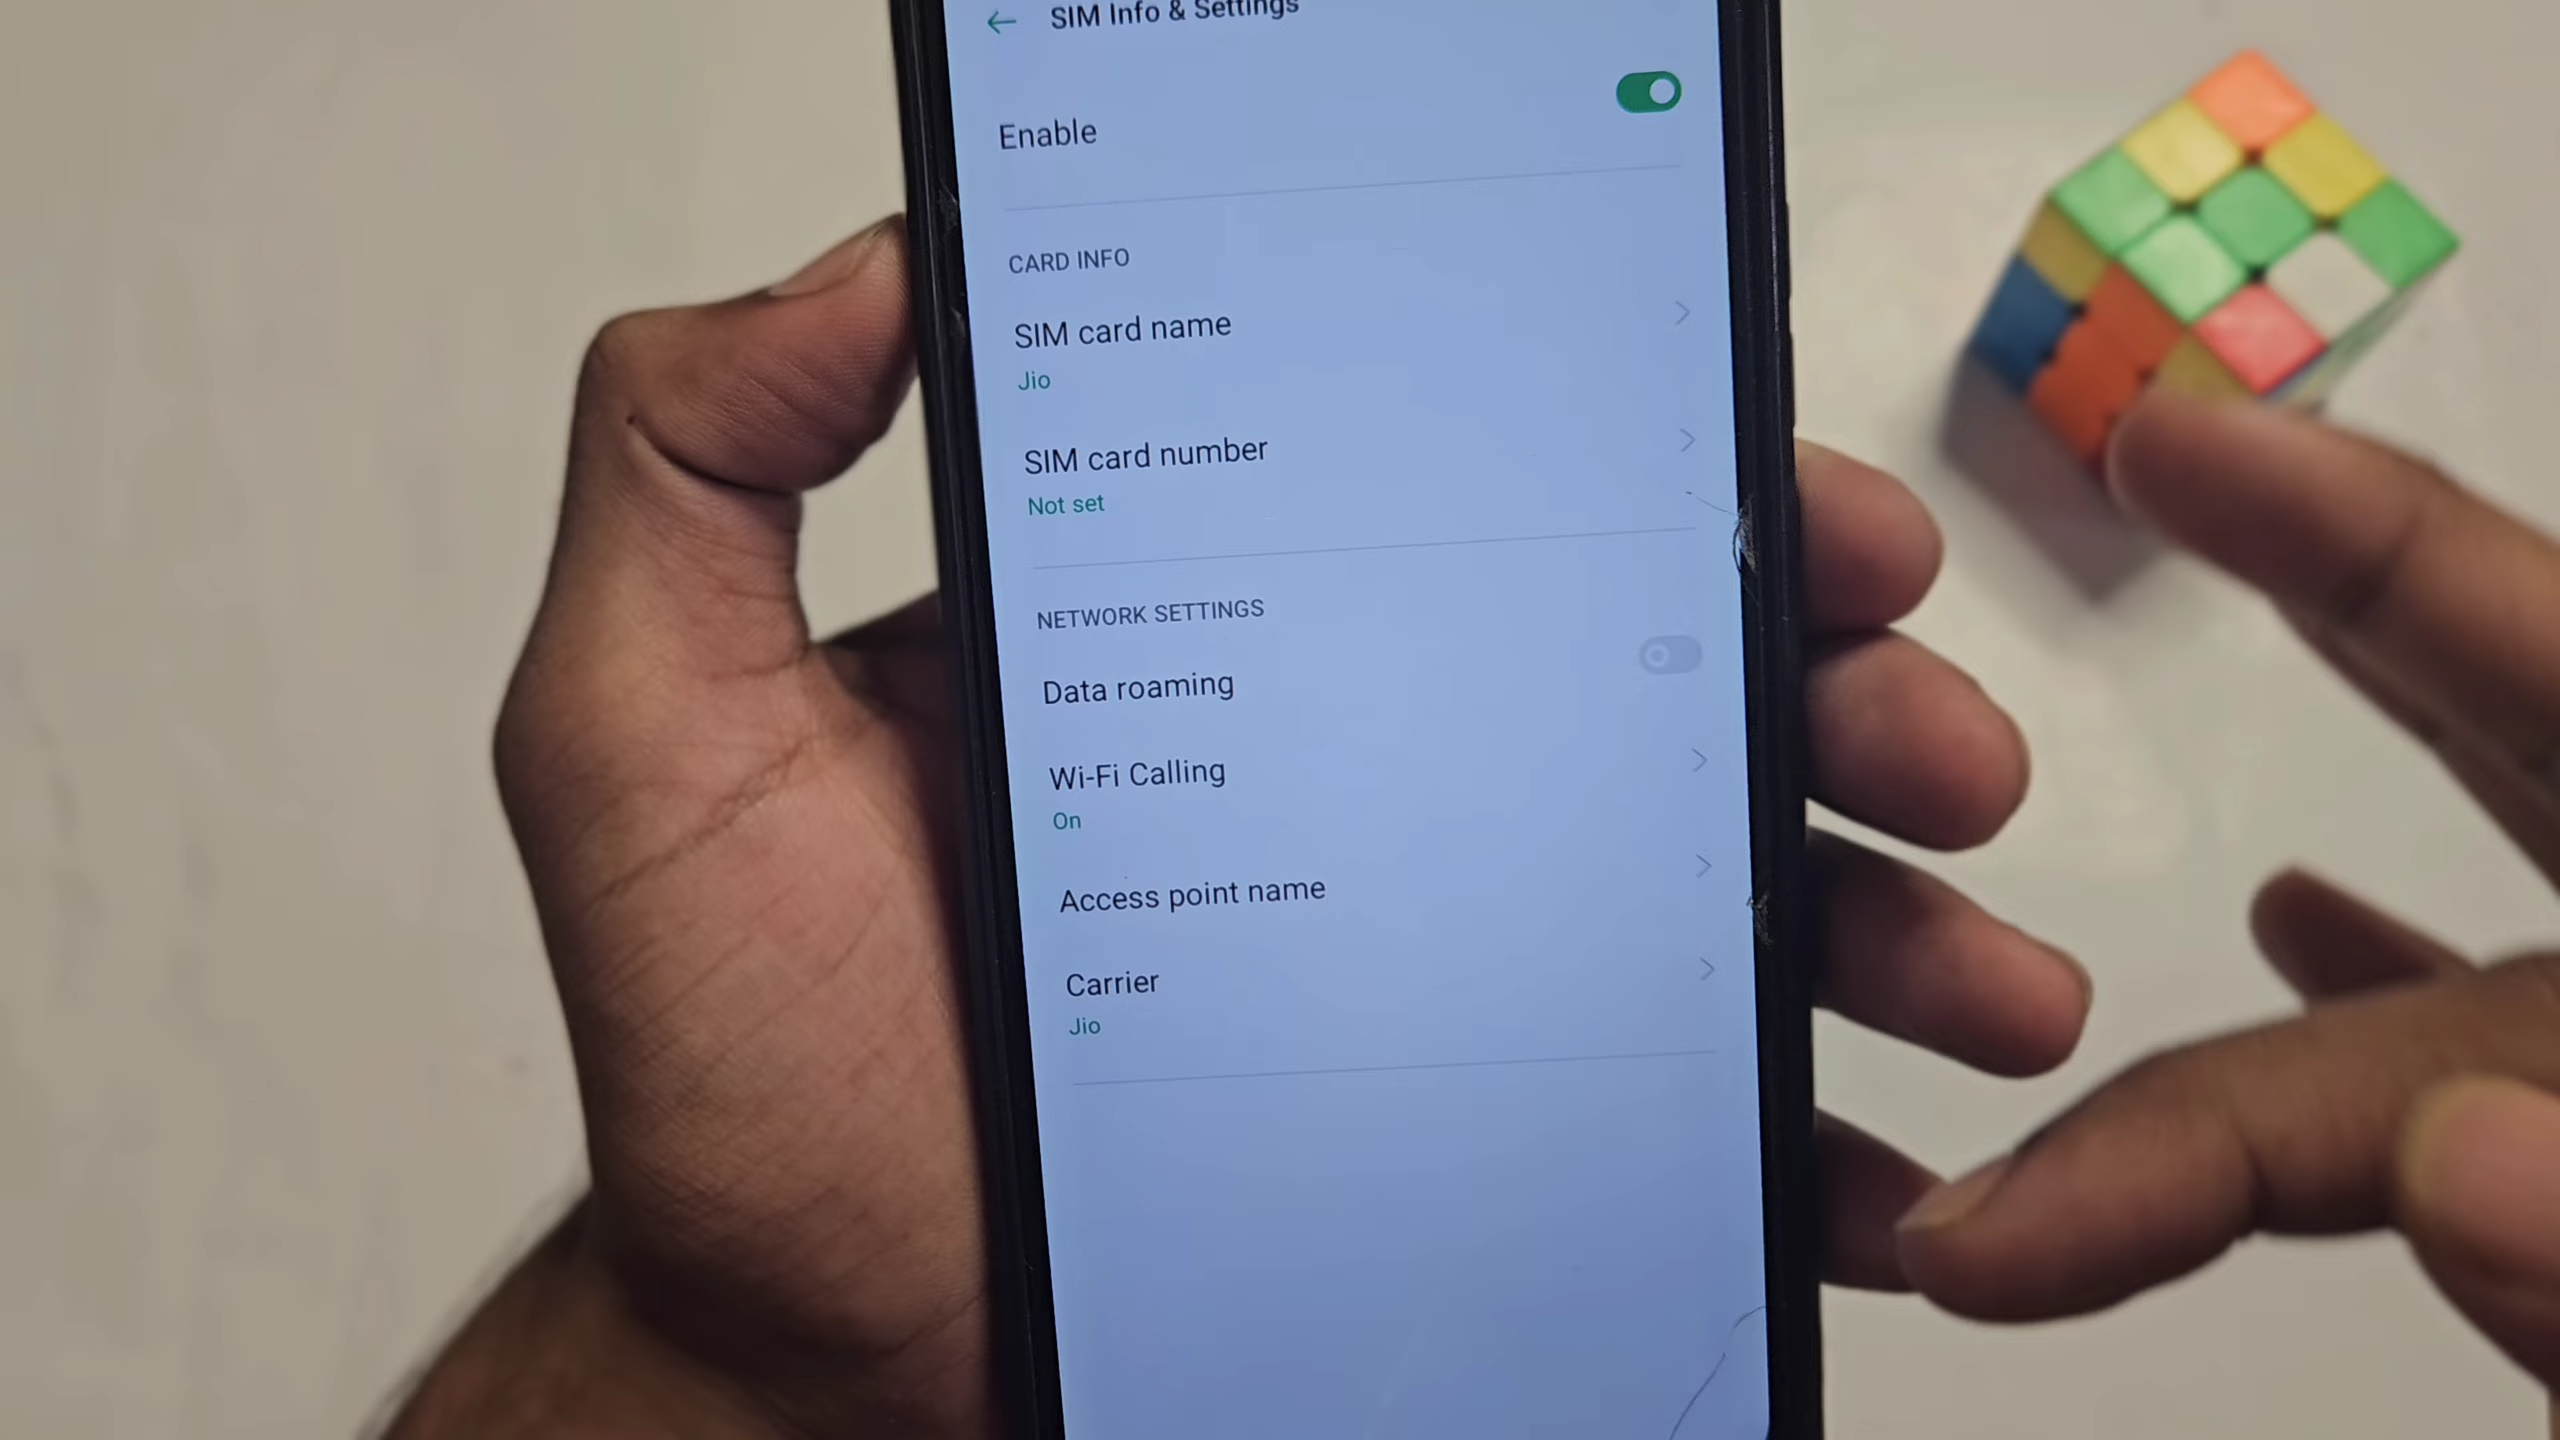 SIM Info & Settings
Enable
CARD INFO
SIM card name
Jio
SIM card number
Not set
NETWORK SETTINGS
Data roaming
Wi-Fi Calling
On
Access point name
Carrier
Jio